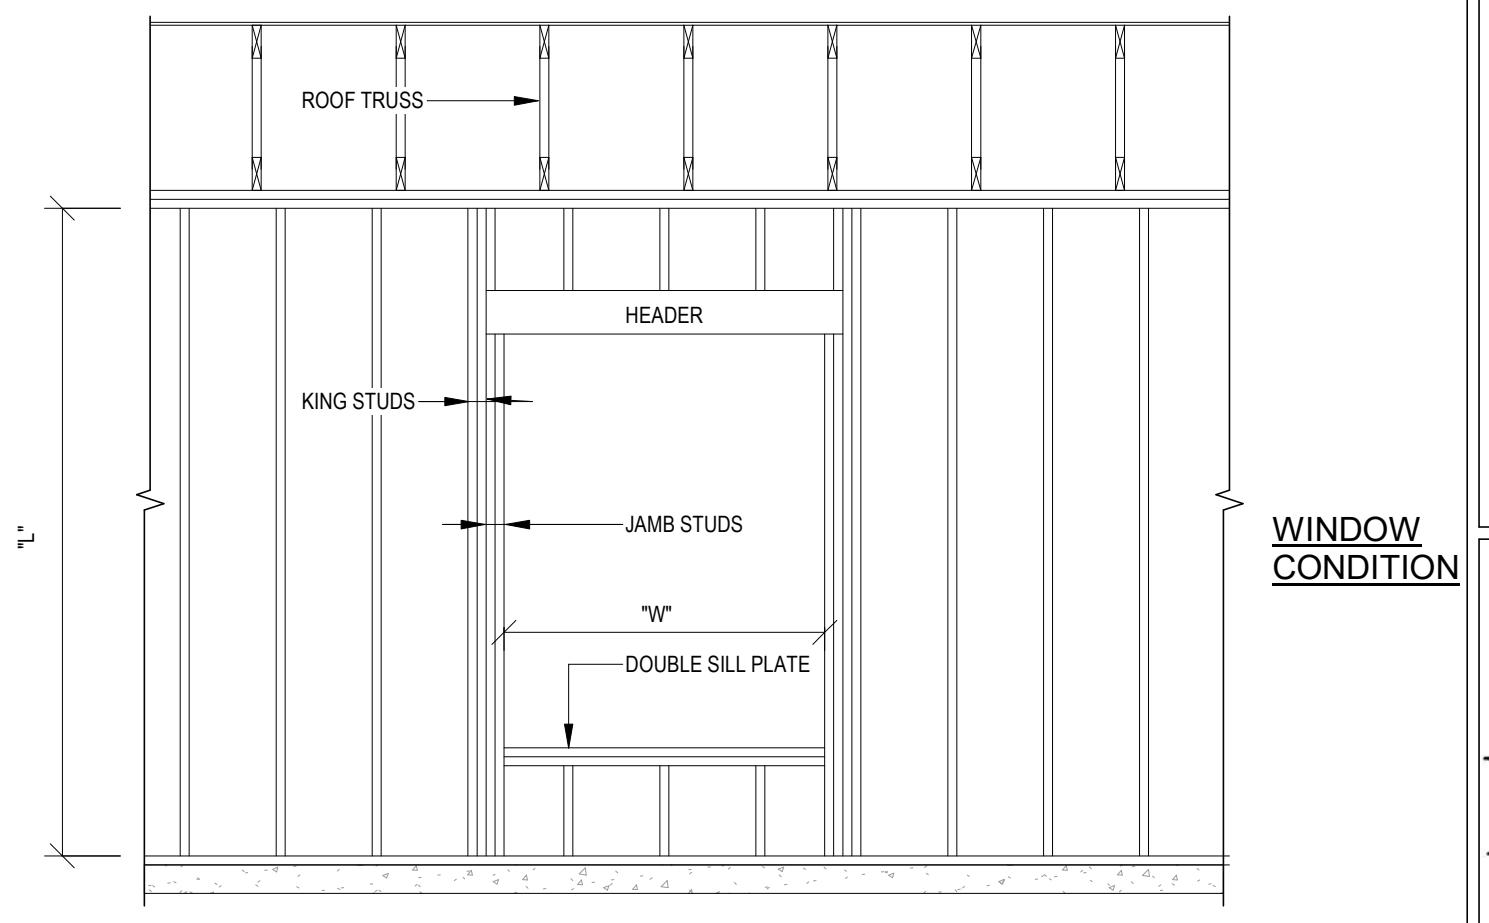 ROOF TRUSS
HEADER
KING STUDS
"L"
JAMB STUDS
WINDOW
CONDITION
"W"
DOUBLE SILL PLATE